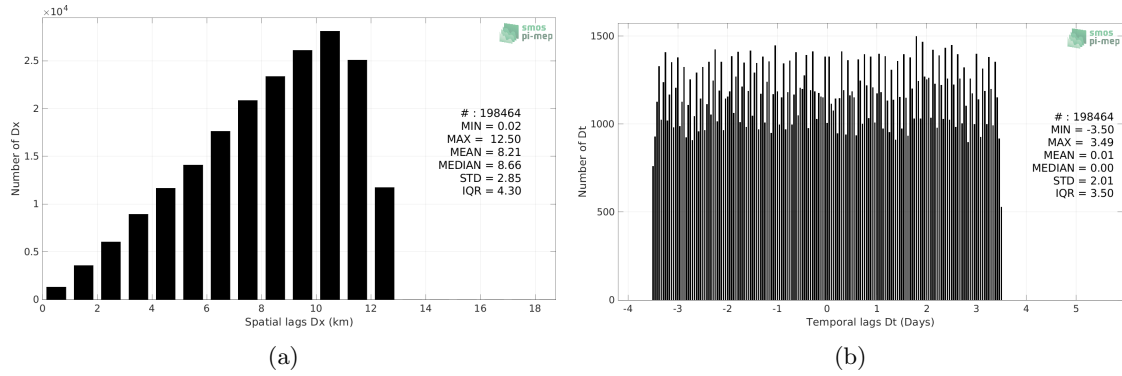 ×10⁴
2.5
2
1.5
1
0.5
0
0 2 4 6 8 10 12 14 16 18
Number of Dx
Spatial lags Dx (km)
smos
pi-mep
# : 198464
MIN = 0.02
MAX = 12.50
MEAN = 8.21
MEDIAN = 8.66
STD = 2.85
IQR = 4.30
(a)
1500
1000
500
0
-4 -3 -2 -1 0 1 2 3 4 5
Number of Dt
Temporal lags Dt (Days)
smos
pi-mep
# : 198464
MIN = -3.50
MAX = 3.49
MEAN = 0.01
MEDIAN = 0.00
STD = 2.01
IQR = 3.50
(b)